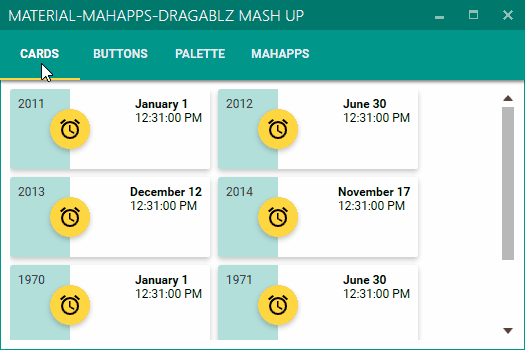 MATERIAL-MAHAPPS-DRAGABLZ MASH UP
CARDS BUTTONS PALETTE MAHAPPS
2011
January 1
12:31:00 PM
2012
June 30
12:31:00 PM
2013
December 12
12:31:00 PM
2014
November 17
12:31:00 PM
1970
January 1
12:31:00 PM
1971
June 30
12:31:00 PM